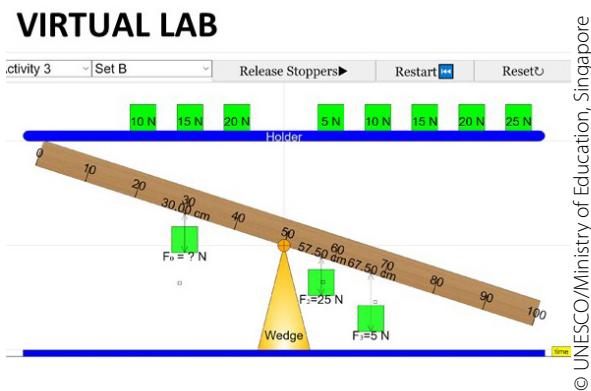 VIRTUAL LAB
ctivity 3
Set B
Release Stoppers▶
Restart⏮
Reset↻
10 N 15 N 20 N 5 N 10 N 15 N 20 N 25 N
Holder
0 10 20 30 40 50 60 70 80 90 100
30.00 cm
57.50 cm
67.50 cm
F₀ = ? N
F₂=25 N
F₃=5 N
Wedge
time
© UNESCO/Ministry of Education, Singapore